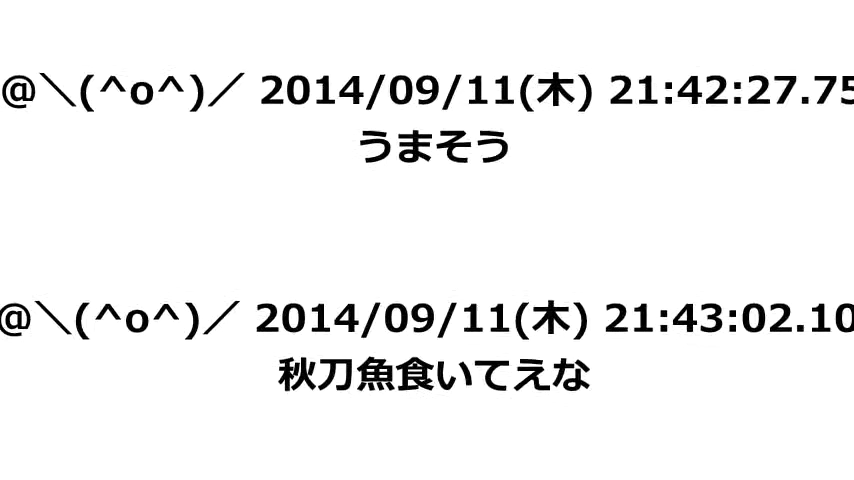 @＼(^o^)／ 2014/09/11(木) 21:42:27.75
うまそう
@＼(^o^)／ 2014/09/11(木) 21:43:02.10
秋刀魚食いてえな